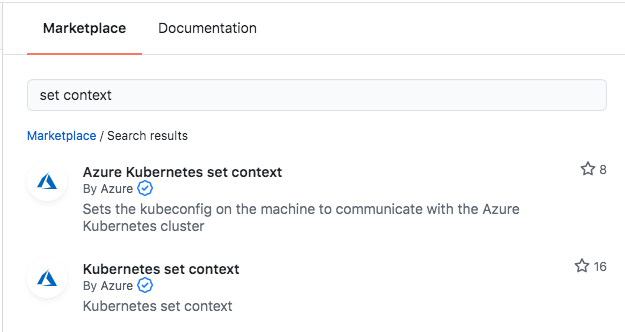 Marketplace Documentation
set context
Marketplace / Search results
Azure Kubernetes set context 8
By Azure
Sets the kubeconfig on the machine to communicate with the Azure
Kubernetes cluster
Kubernetes set context 16
By Azure
Kubernetes set context